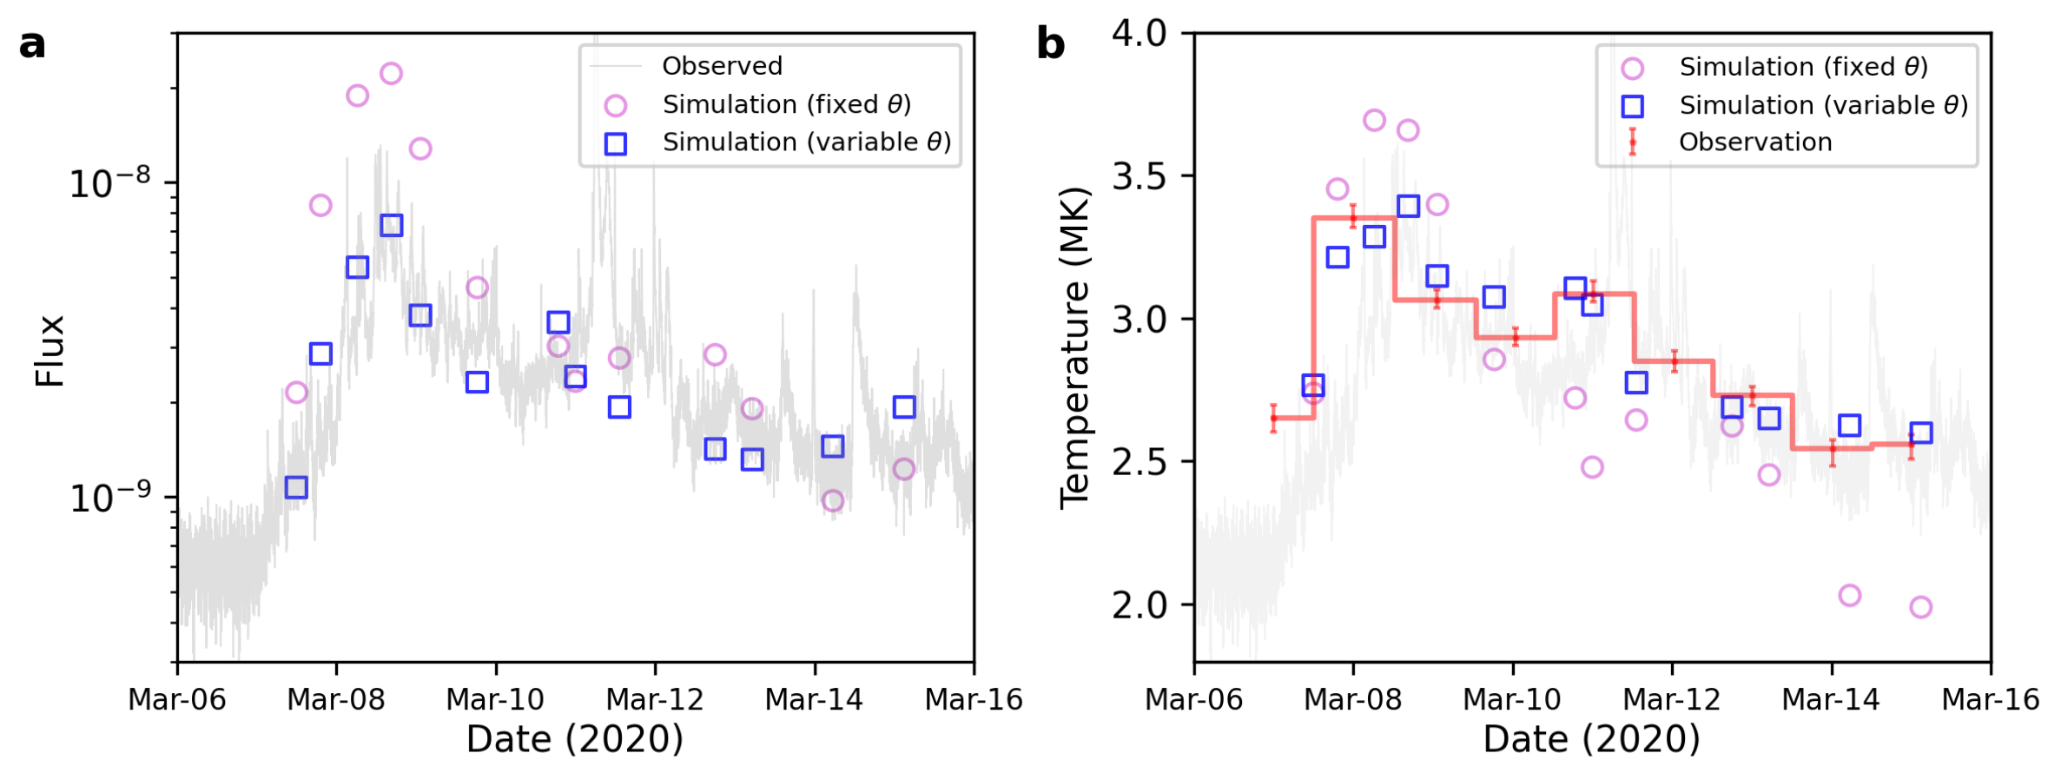 a
Flux
10⁻⁸
10⁻⁹
Observed
Simulation (fixed θ)
Simulation (variable θ)
Mar-06 Mar-08 Mar-10 Mar-12 Mar-14 Mar-16
Date (2020)
b
Temperature (MK)
4.0
3.5
3.0
2.5
2.0
Simulation (fixed θ)
Simulation (variable θ)
Observation
Mar-06 Mar-08 Mar-10 Mar-12 Mar-14 Mar-16
Date (2020)